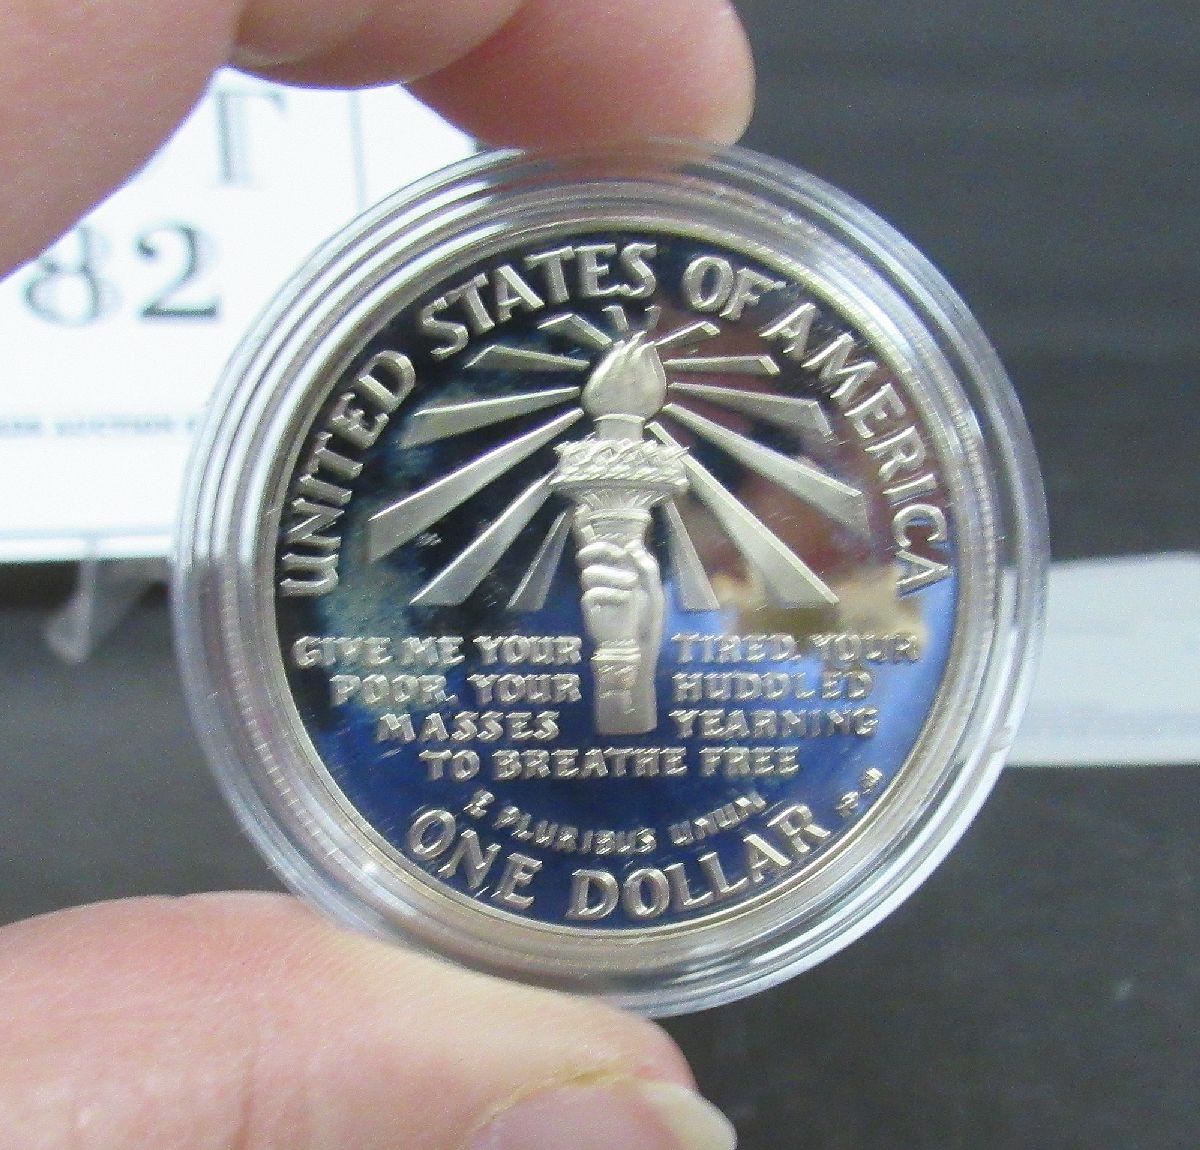 T
82
UNITED STATES OF AMERICA
GIVE ME YOUR TIRED, YOUR
POOR, YOUR HUDDLED
MASSES YEARNING
TO BREATHE FREE
E PLURIBUS UNUM
ONE DOLLAR